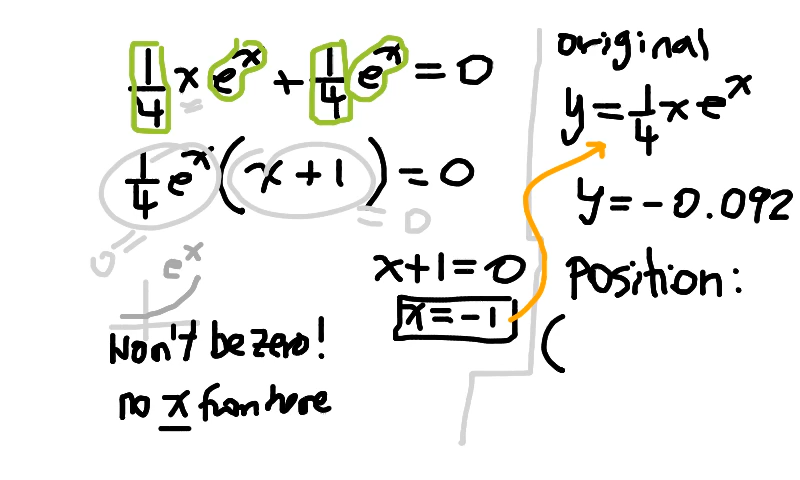 1/4 x e^x + 1/4 e^x = 0
1/4 e^x (x + 1) = 0
= 0
0 =
e^x
Won't be zero!
no x from here
x + 1 = 0
x = -1
original
y = 1/4 x e^x
y = -0.092
Position:
(